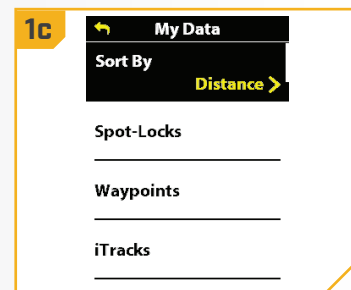 1c
My Data
Sort By
Distance >
Spot-Locks
Waypoints
iTracks